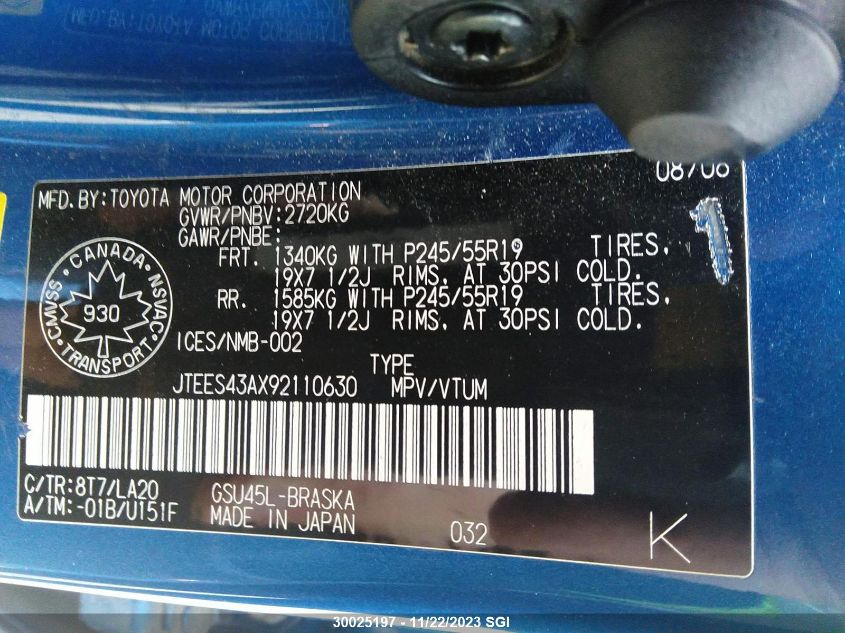 08/08
MFD. BY: TOYOTA MOTOR CORPORATION
GVWR/PNBV: 2720KG
GAWR/PNBE:
FRT. 1340KG WITH P245/55R19 TIRES,
19X7 1/2J RIMS, AT 30PSI COLD.
RR. 1585KG WITH P245/55R19 TIRES,
19X7 1/2J RIMS, AT 30PSI COLD.
CANADA
CMVSS NSVAC
930
TRANSPORT
ICES/NMB-002
TYPE
JTEES43AX92110630 MPV/VTUM
C/TR: 8T7/LA20 GSU45L-BRASKA
A/TM: -01B/U151F MADE IN JAPAN
032
K
30025197 - 11/22/2023 SGI